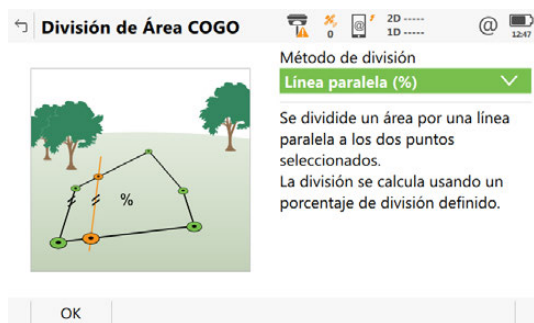 División de Área COGO
0
@
2D -----
1D -----
@
12:47
Método de división
Línea paralela (%)
Se dividide un área por una línea
paralela a los dos puntos
seleccionados.
La división se calcula usando un
porcentaje de división definido.
%
OK